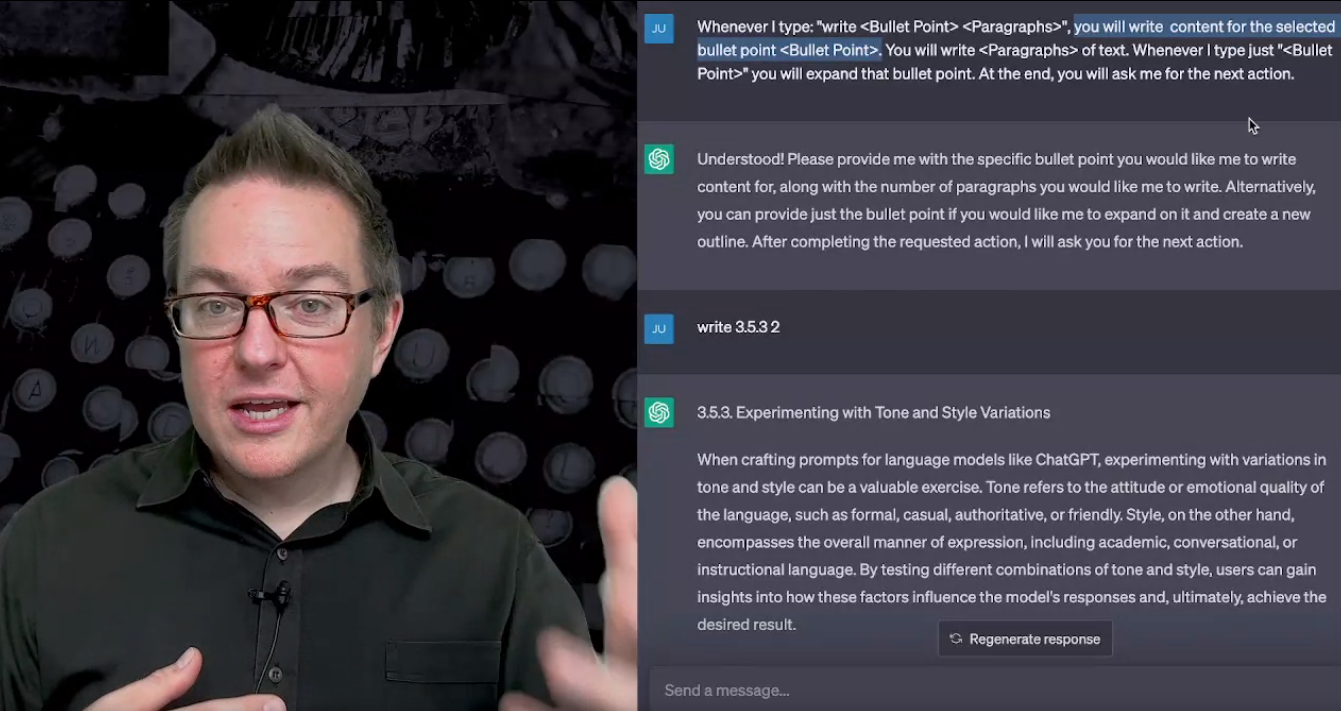 JU
Whenever I type: "write <Bullet Point> <Paragraphs>", you will write content for the selected
bullet point <Bullet Point>. You will write <Paragraphs> of text. Whenever I type just "<Bullet
Point>" you will expand that bullet point. At the end, you will ask me for the next action.
Understood! Please provide me with the specific bullet point you would like me to write
content for, along with the number of paragraphs you would like me to write. Alternatively,
you can provide just the bullet point if you would like me to expand on it and create a new
outline. After completing the requested action, I will ask you for the next action.
JU
write 3.5.3 2
3.5.3. Experimenting with Tone and Style Variations
When crafting prompts for language models like ChatGPT, experimenting with variations in
tone and style can be a valuable exercise. Tone refers to the attitude or emotional quality of
the language, such as formal, casual, authoritative, or friendly. Style, on the other hand,
encompasses the overall manner of expression, including academic, conversational, or
instructional language. By testing different combinations of tone and style, users can gain
insights into how these factors influence the model's responses and, ultimately, achieve the
desired result.
Regenerate response
Send a message...